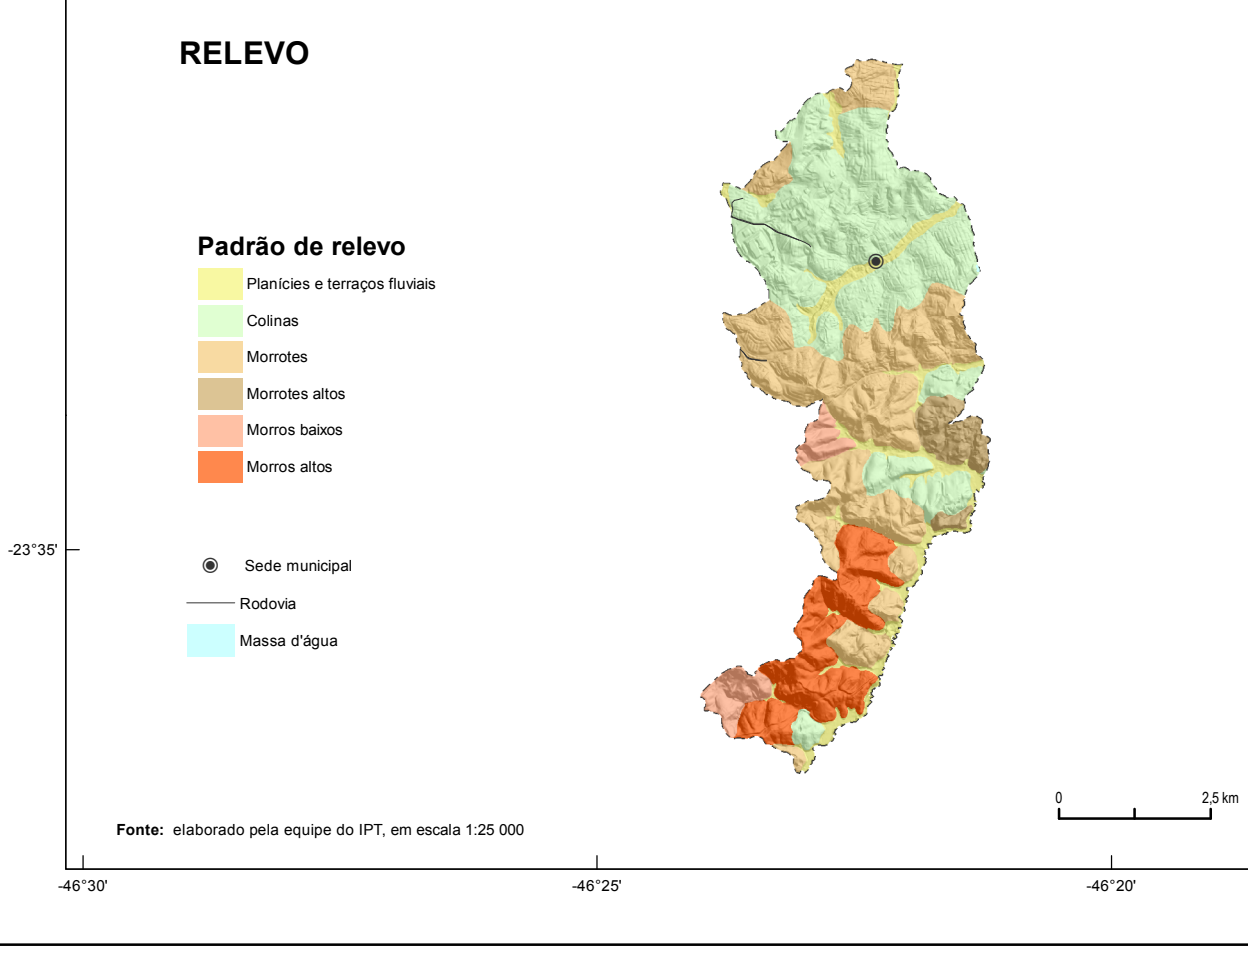 RELEVO
Padrão de relevo
Planícies e terraços fluviais
Colinas
Morrotes
Morrotes altos
Morros baixos
Morros altos
-23°35'
Sede municipal
Rodovia
Massa d'água
0 2,5 km
Fonte: elaborado pela equipe do IPT, em escala 1:25 000
-46°30' -46°25' -46°20'